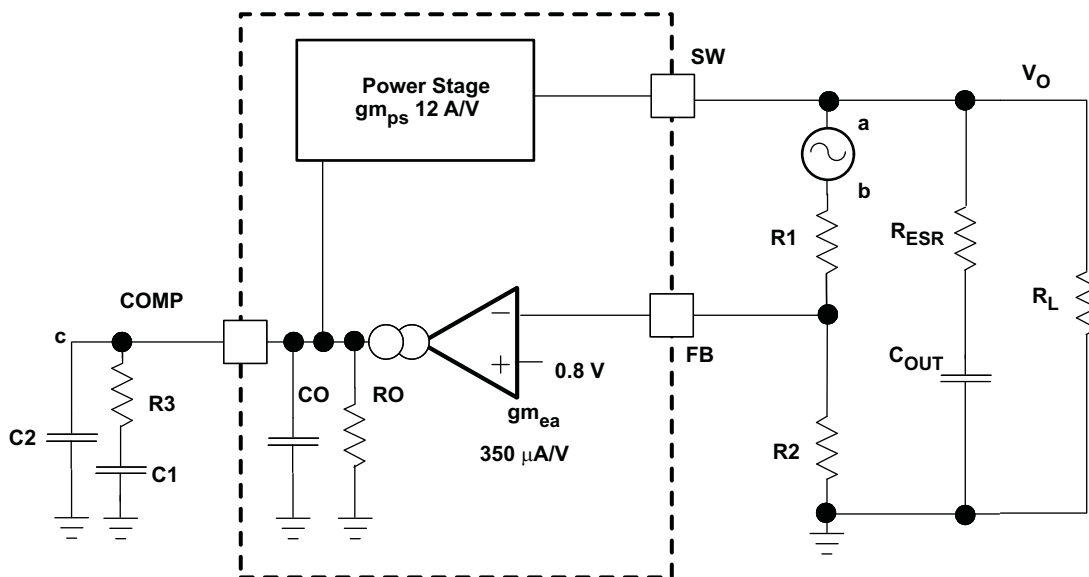 SW
V_O
Power Stage
gm_ps 12 A/V
a
b
R1
R_ESR
R_L
COMP
c
R3
C2
C1
CO
RO
−
+
0.8 V
gm_ea
350 μA/V
FB
C_OUT
R2